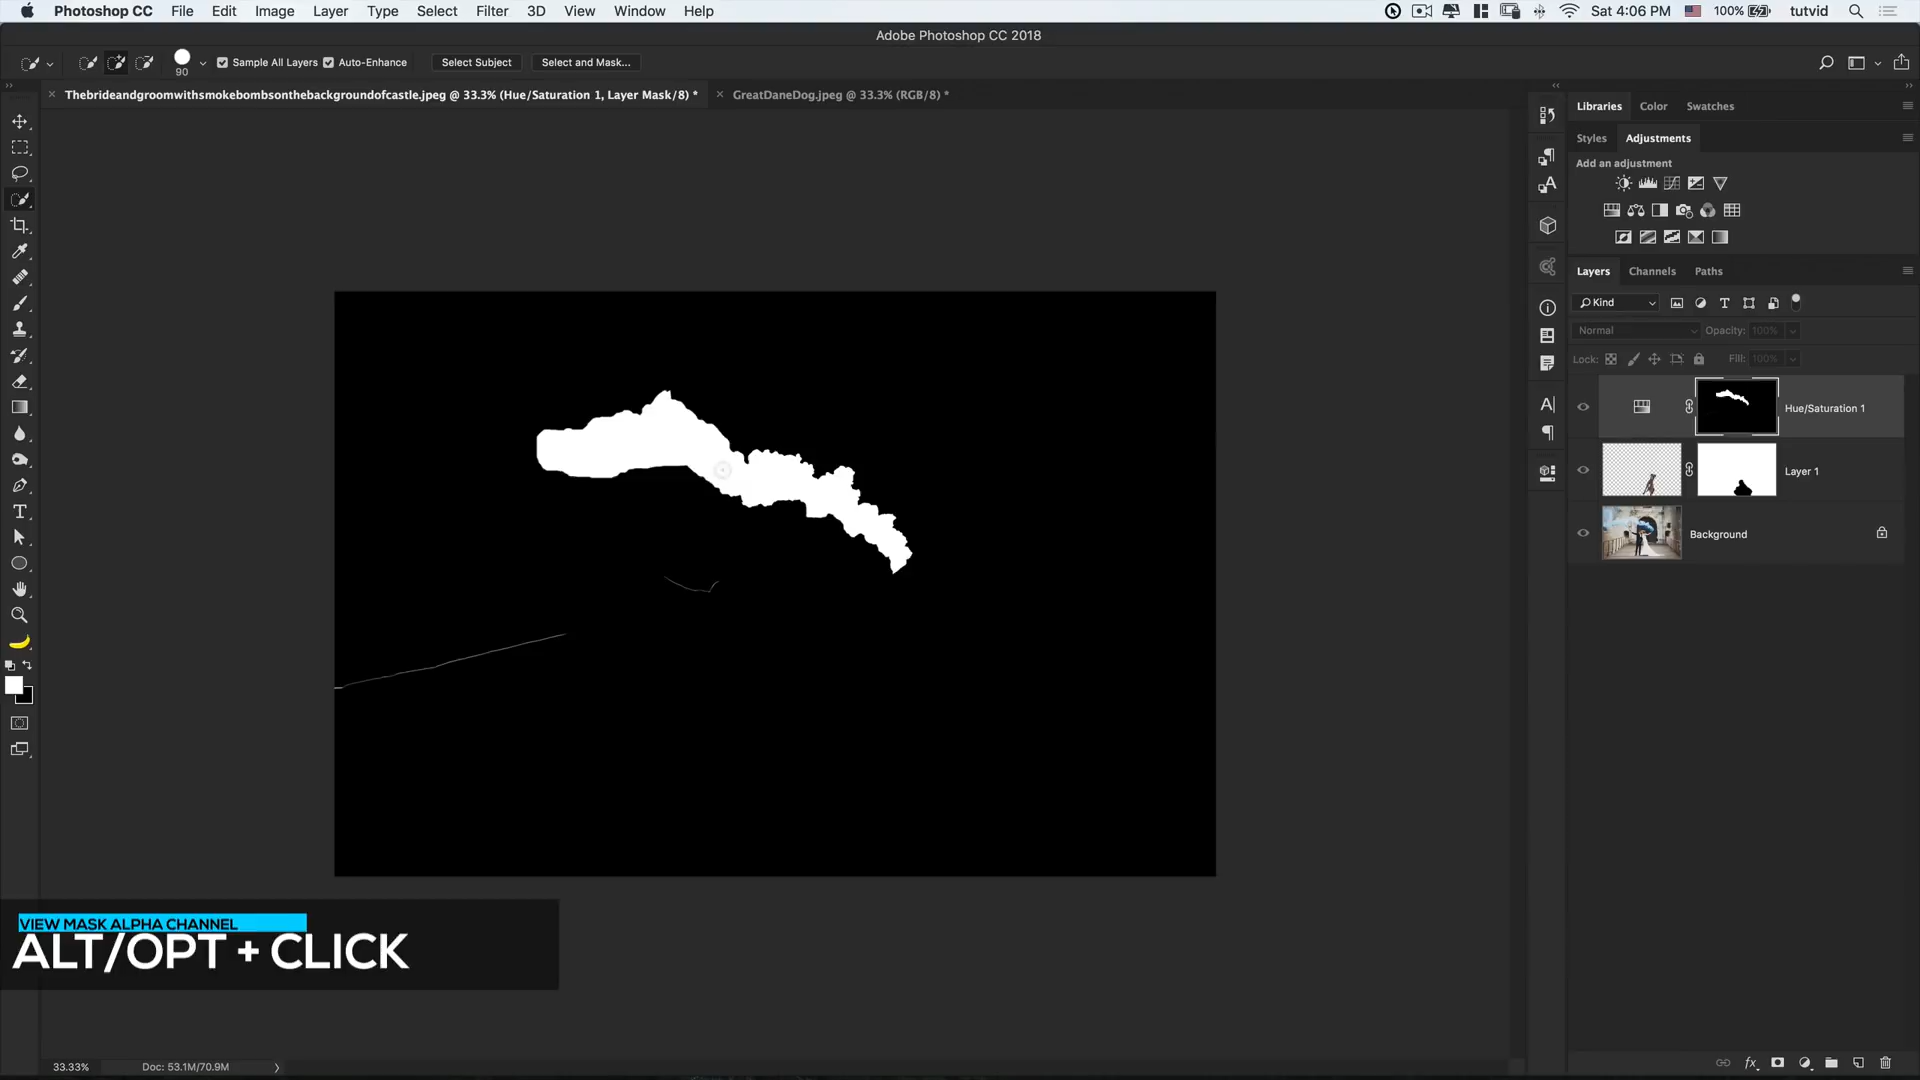 Photoshop CC File Edit Image Layer Type Select Filter 3D View Window Help
100% Sat 4:06 PM tutvid
Adobe Photoshop CC 2018
90 Sample All Layers Auto-Enhance Select Subject Select and Mask...
Thebrideandgroomwithsmokebombsonthebackgroundofcastle.jpeg @ 33.3% (Hue/Saturation 1, Layer Mask/8) *
GreatDaneDog.jpeg @ 33.3% (RGB/8) *
Libraries Color Swatches
Styles Adjustments
Add an adjustment
Layers Channels Paths
Kind
Normal Opacity: 100%
Lock: Fill: 100%
Hue/Saturation 1
Layer 1
Background
VIEW MASK ALPHA CHANNEL
ALT/OPT + CLICK
33.33% Doc: 53.1M/70.9M